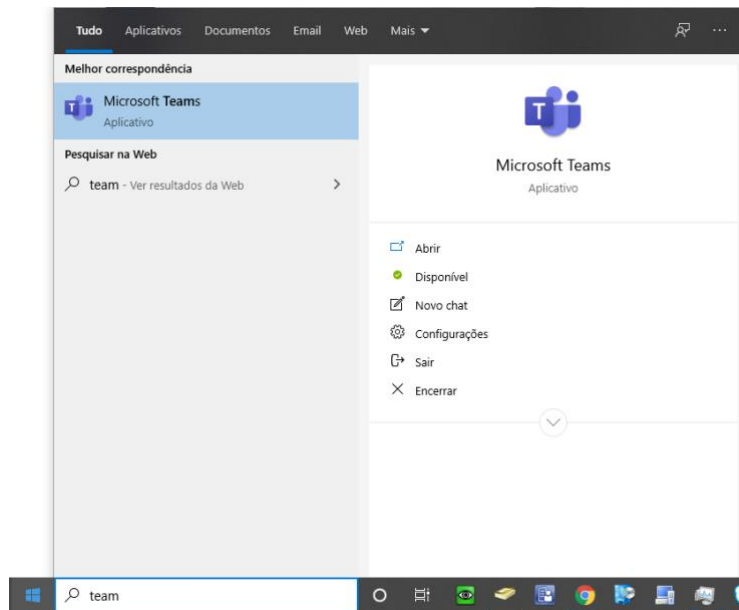 Tudo Aplicativos Documentos Email Web Mais
Melhor correspondência
Microsoft Teams
Aplicativo
Pesquisar na Web
team - Ver resultados da Web
T
Microsoft Teams
Aplicativo
Abrir
Disponível
Novo chat
Configurações
Sair
Encerrar
team